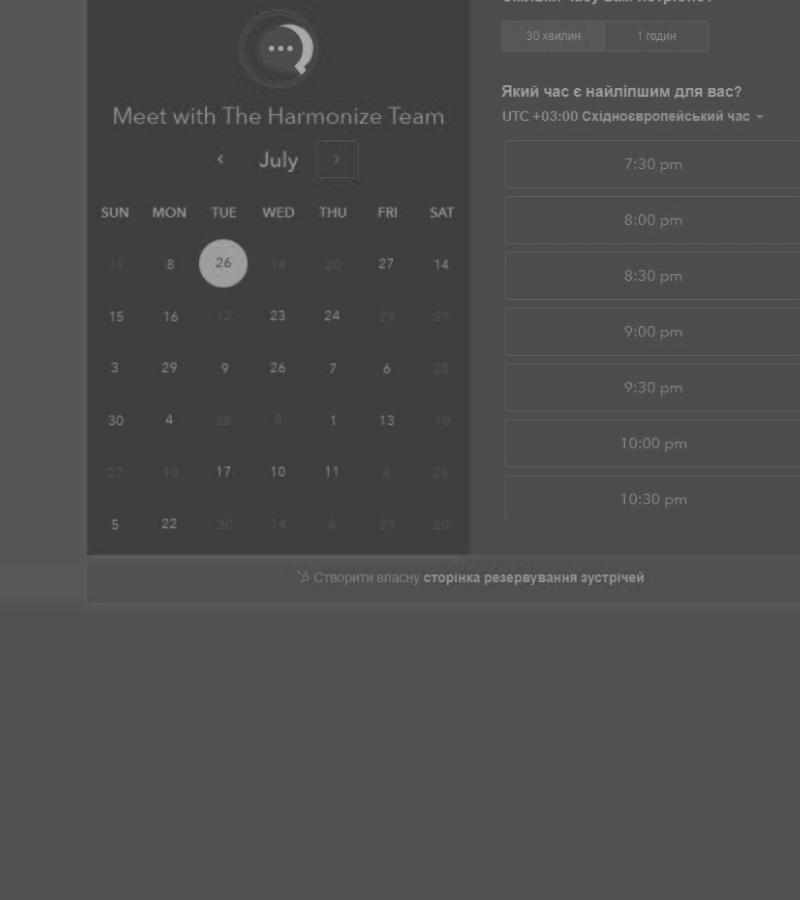 Meet with The Harmonize Team
July
SUN MON TUE WED THU FRI SAT
17 8 26 14 20 27 14
15 16 12 23 24 29 29
3 29 9 26 7 6 28
30 4 28 8 1 13 10
27 10 17 10 11 4 25
5 22 30 14 6 29 20
30 хвилин 1 годин
Який час є найліпшим для вас?
UTC +03:00 Східноєвропейський час
7:30 pm
8:00 pm
8:30 pm
9:00 pm
9:30 pm
10:00 pm
10:30 pm
Створити власну сторінка резервування зустрічей